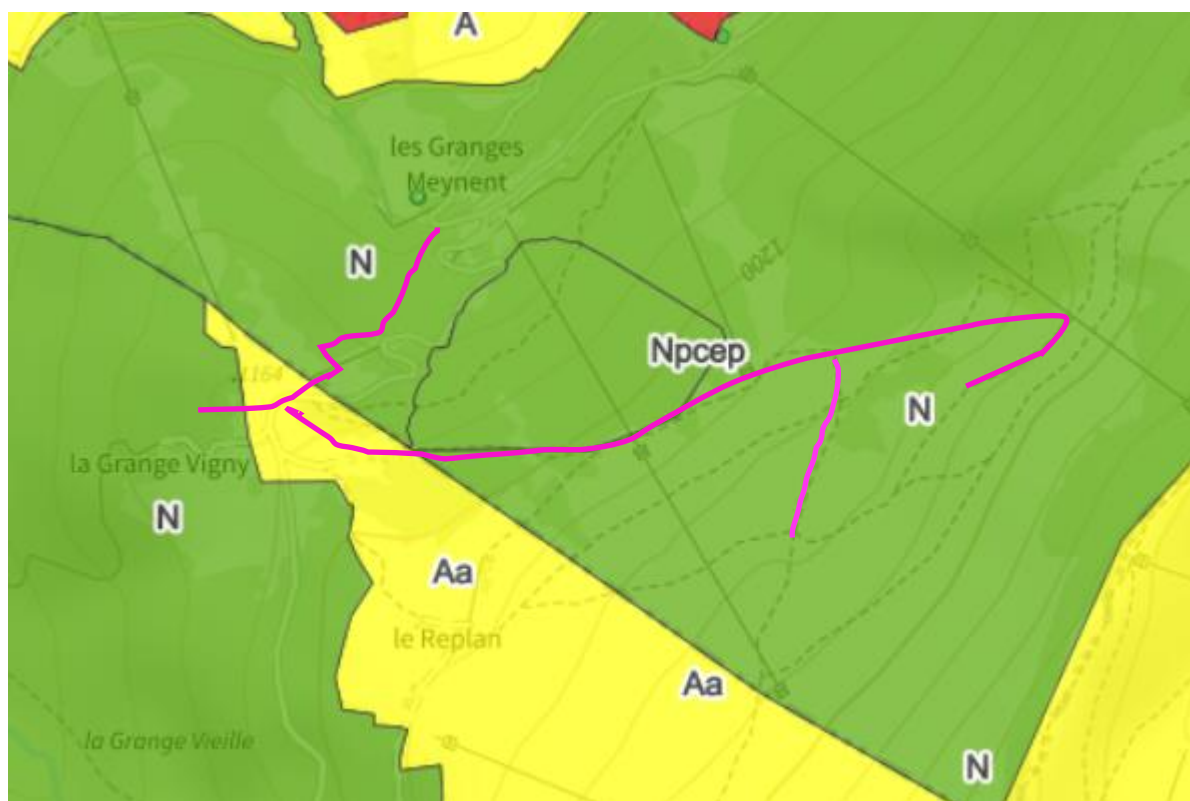 A
les Granges
Meynent
N
1200
Npcep
1164
N
la Grange Vigny
N
Aa
le Replan
Aa
la Grange Vieille
N